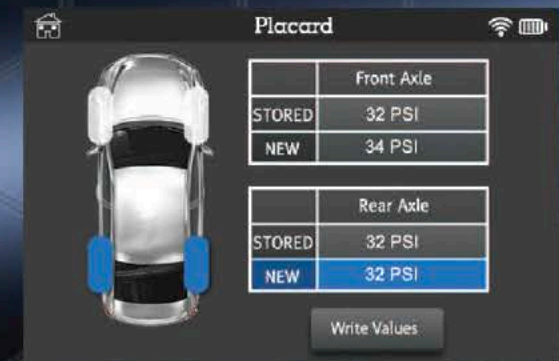 Placard
Front Axle
STORED 32 PSI
NEW 34 PSI
Rear Axle
STORED 32 PSI
NEW 32 PSI
Write Values